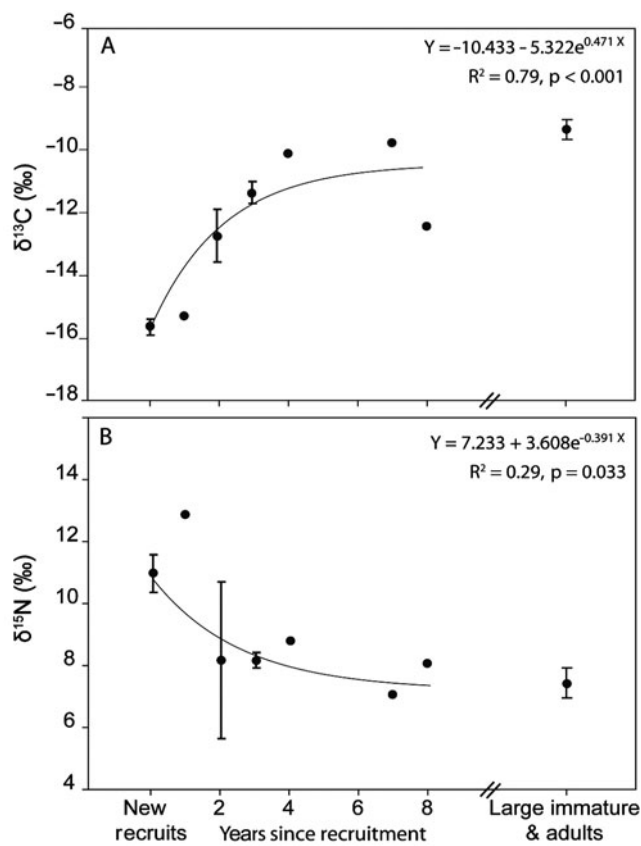 A
Y = –10.433 – 5.322e^0.471 X
R² = 0.79, p < 0.001
δ¹³C (‰)
–6
–8
–10
–12
–14
–16
–18
B
Y = 7.233 + 3.608e^-0.391 X
R² = 0.29, p = 0.033
δ¹⁵N (‰)
14
12
10
8
6
4
New recruits
2
4
6
8
Years since recruitment
Large immature
& adults